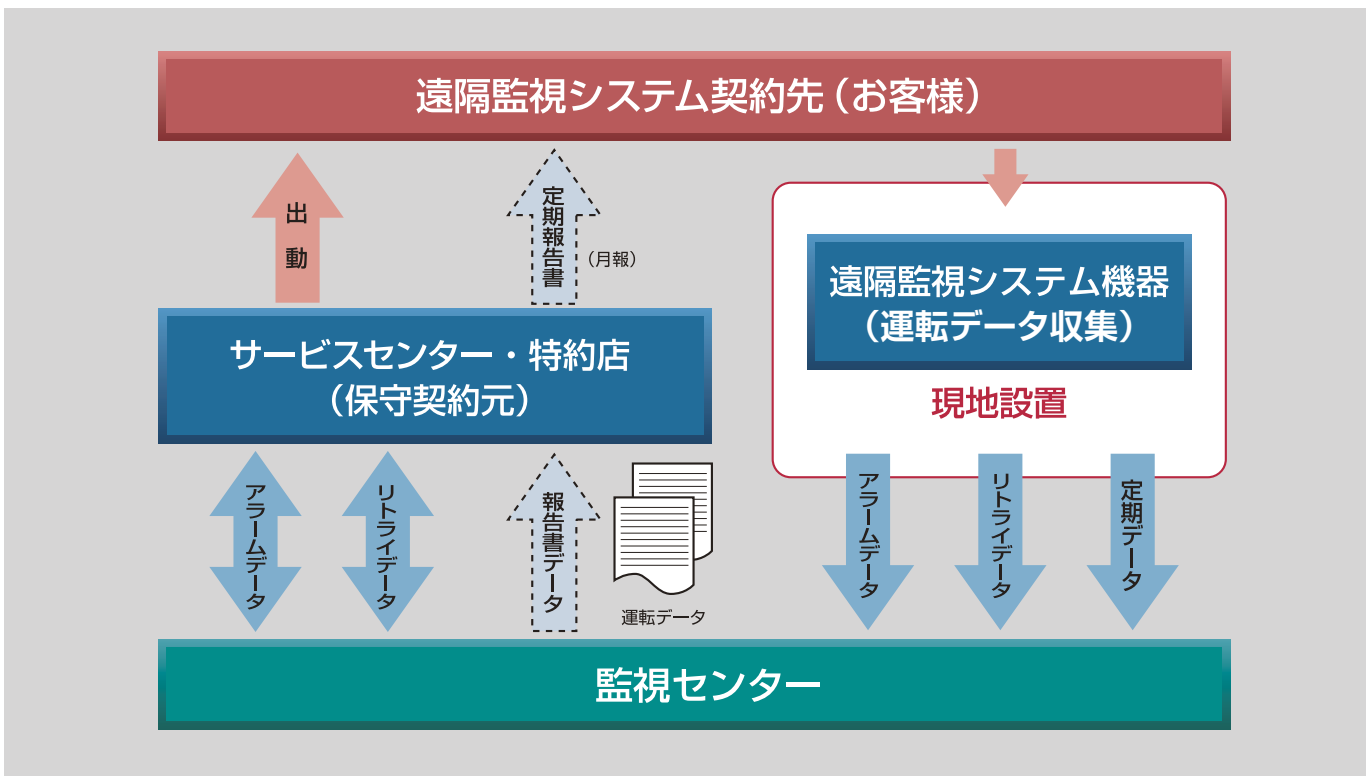 遠隔監視システム契約先（お客様）
出動
定期報告書
（月報）
遠隔監視システム機器
（運転データ収集）
現地設置
サービスセンター・特約店
（保守契約元）
アラームデータ
リトライデータ
報告書データ
運転データ
アラームデータ
リトライデータ
定期データ
監視センター